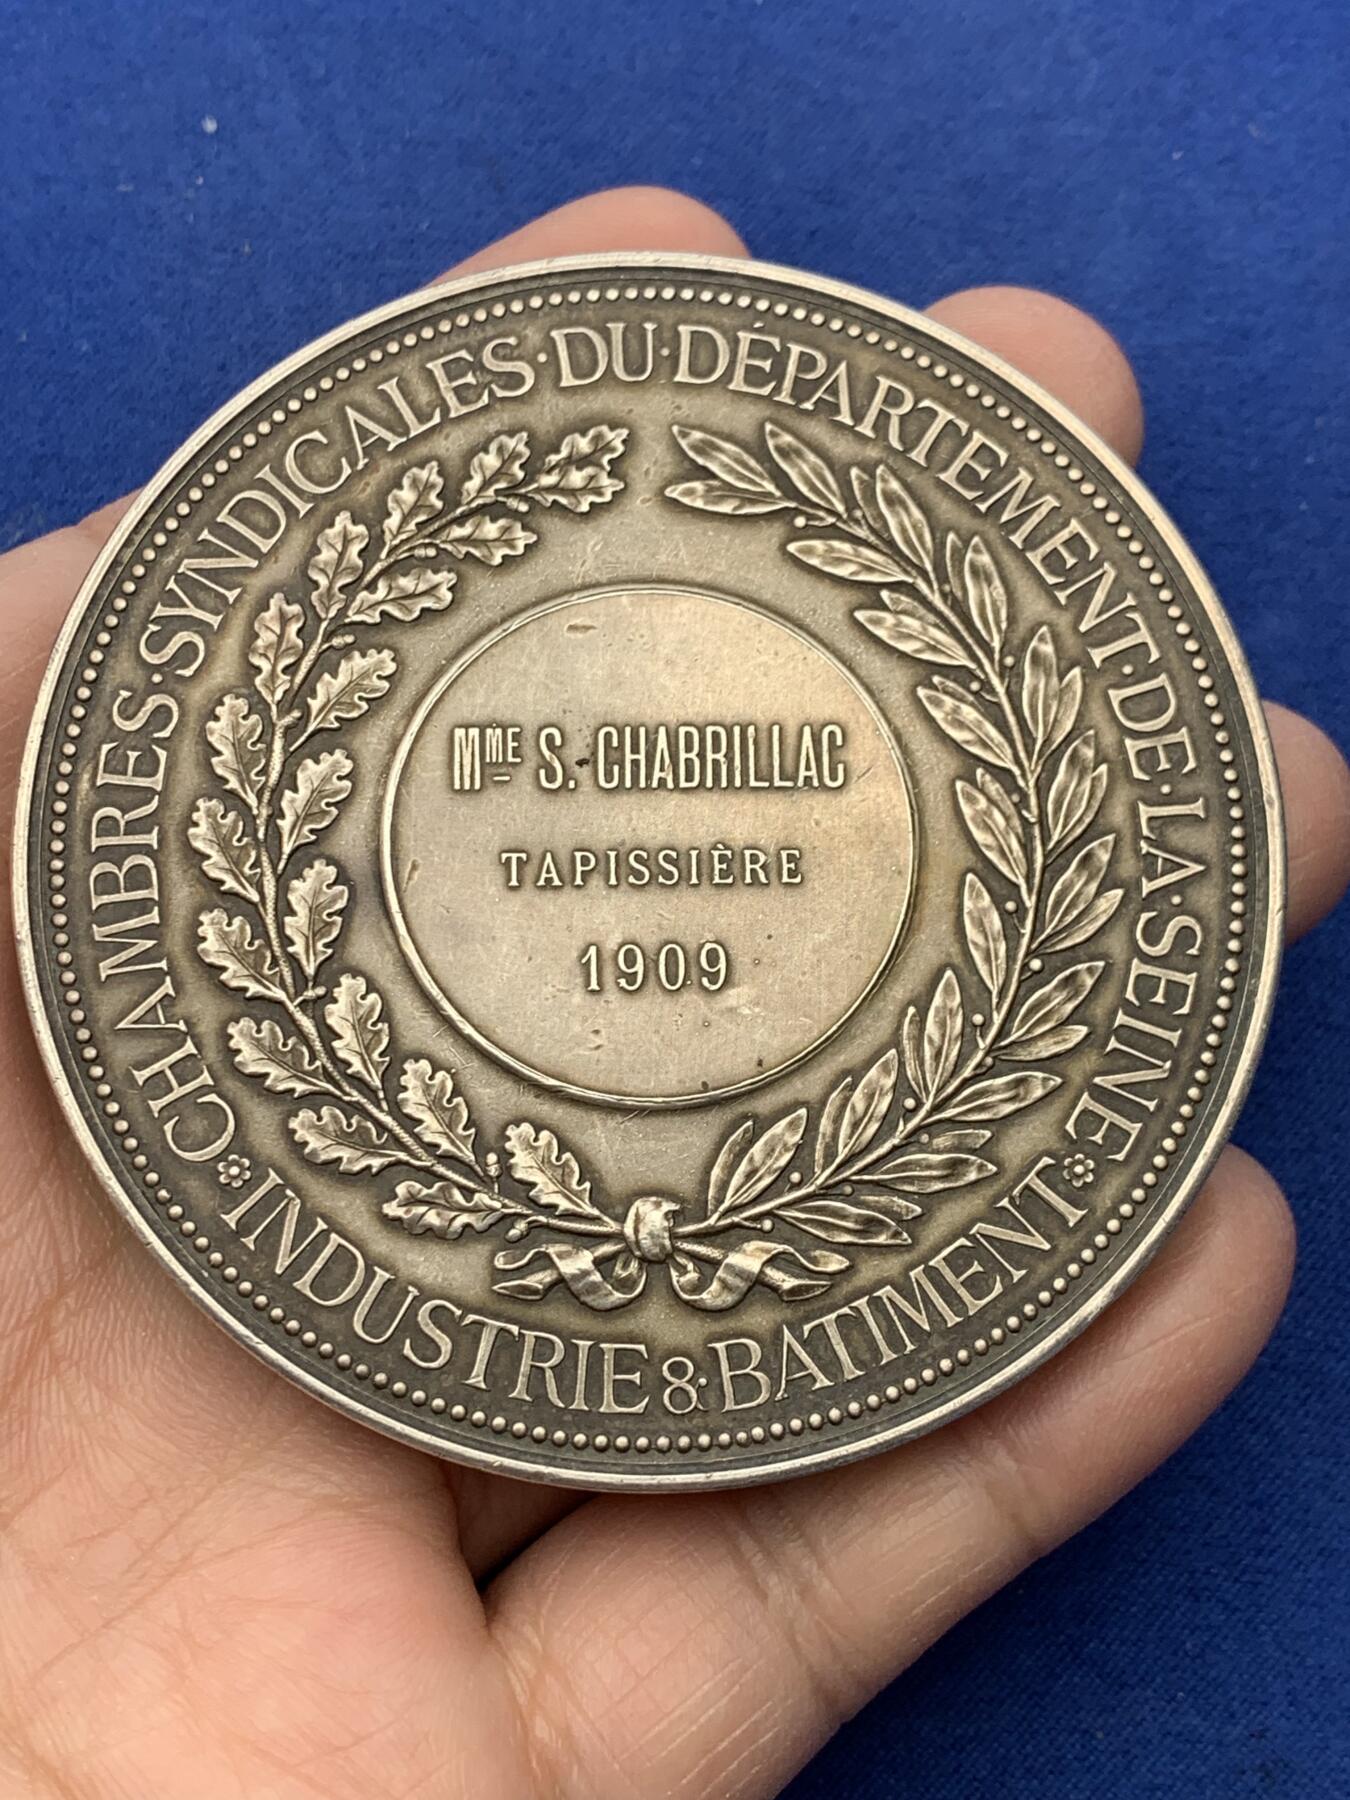 CHAMBRES·SYNDICALES·DU·DÉPARTEMENT·DE·LA·SEINE
INDUSTRIE & BATIMENT
MME S. CHABRILLAC
TAPISSIÈRE
1909